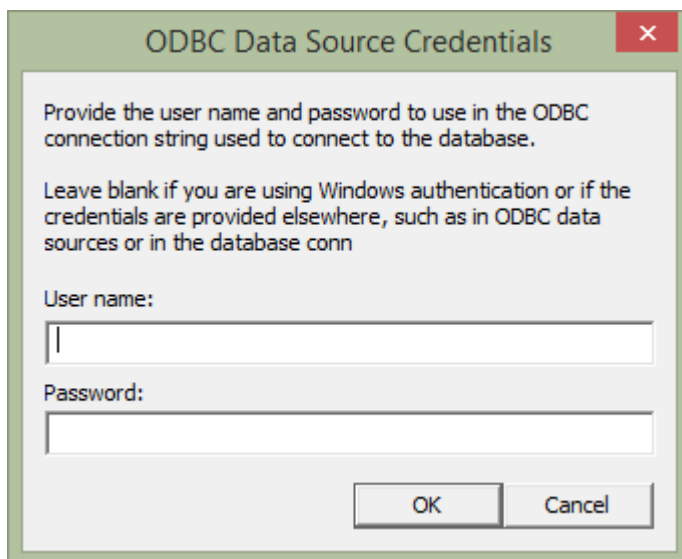 ODBC Data Source Credentials
Provide the user name and password to use in the ODBC
connection string used to connect to the database.
Leave blank if you are using Windows authentication or if the
credentials are provided elsewhere, such as in ODBC data
sources or in the database conn
User name:
Password:
OK
Cancel